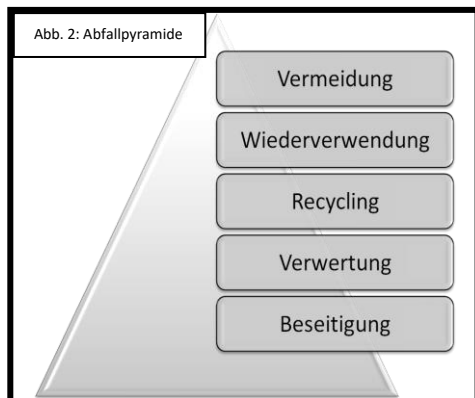 Abb. 2: Abfallpyramide
Vermeidung
Wiederverwendung
Recycling
Verwertung
Beseitigung